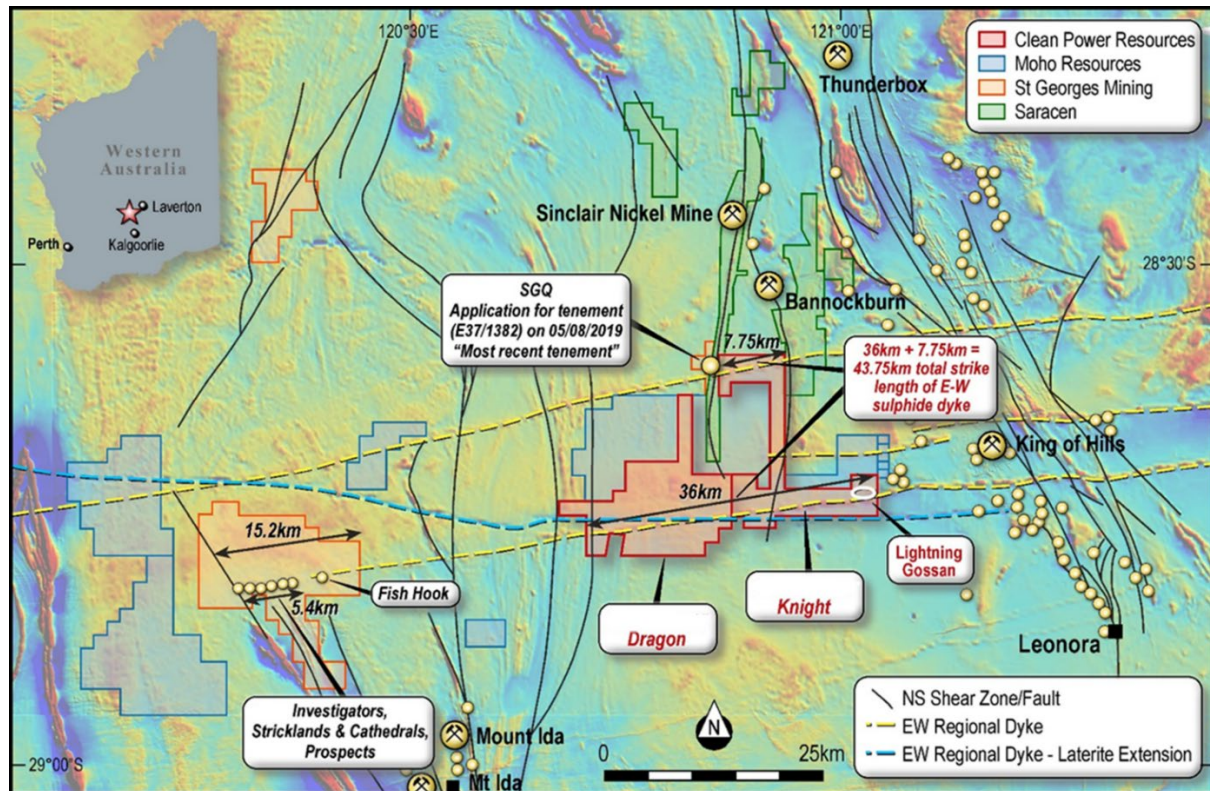 120°30'E
121°00'E
Clean Power Resources
Moho Resources
St Georges Mining
Saracen
Thunderbox
Western
Australia
Laverton
Perth
Kalgoorlie
Sinclair Nickel Mine
28°30'S
SGQ
Application for tenement
(E37/1382) on 05/08/2019
“Most recent tenement”
Bannockburn
7.75km
36km + 7.75km =
43.75km total strike
length of E-W
sulphide dyke
King of Hills
36km
15.2km
Fish Hook
5.4km
Lightning
Gossan
Knight
Dragon
Leonora
Investigators,
Stricklands & Cathedrals,
Prospects
Mount Ida
Mt Ida
29°00'S
N
0
25km
NS Shear Zone/Fault
EW Regional Dyke
EW Regional Dyke - Laterite Extension